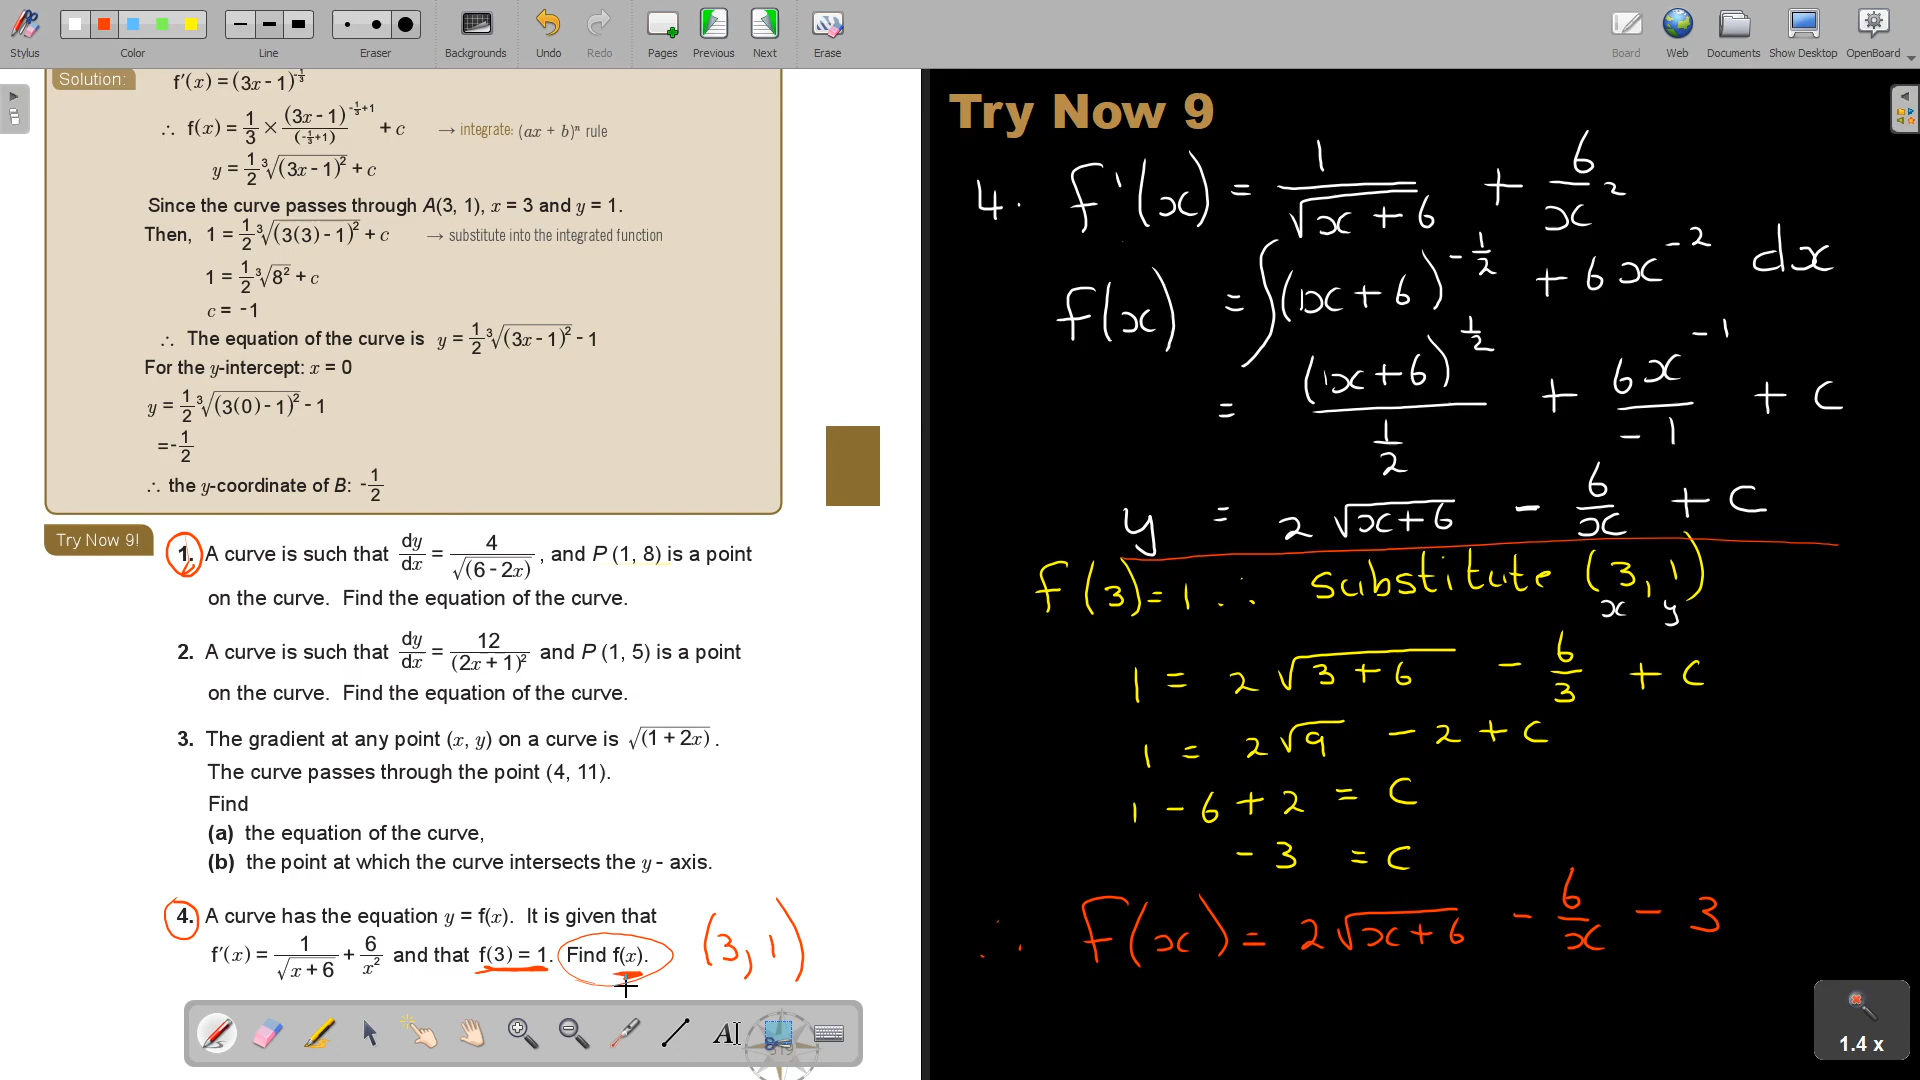 Stylus Color Line Eraser Backgrounds Undo Redo Pages Previous Next Erase Board Web Documents Show Desktop OpenBoard
Solution:
f′(x) = (3x - 1)^(-1/3)
∴ f(x) = 1/3 × (3x - 1)^(-1/3+1)/(-1/3+1) + c → integrate: (ax + b)ⁿ rule
y = 1/2 ³√(3x - 1)² + c
Since the curve passes through A(3, 1), x = 3 and y = 1.
Then, 1 = 1/2 ³√(3(3) - 1)² + c → substitute into the integrated function
1 = 1/2 ³√8² + c
c = -1
∴ The equation of the curve is y = 1/2 ³√(3x - 1)² - 1
For the y-intercept: x = 0
y = 1/2 ³√(3(0) - 1)² - 1
=-1/2
∴ the y-coordinate of B: -1/2
Try Now 9!
1. A curve is such that dy/dx = 4/√(6 - 2x), and P (1, 8) is a point
on the curve. Find the equation of the curve.
2. A curve is such that dy/dx = 12/(2x + 1)² and P (1, 5) is a point
on the curve. Find the equation of the curve.
3. The gradient at any point (x, y) on a curve is √(1 + 2x).
The curve passes through the point (4, 11).
Find
(a) the equation of the curve,
(b) the point at which the curve intersects the y - axis.
4. A curve has the equation y = f(x). It is given that
f′(x) = 1/√(x + 6) + 6/x² and that f(3) = 1. Find f(x).
(3, 1)
Try Now 9
4. f'(x) = 1/√(x + 6) + 6/x²
f(x) = ∫(1x + 6)^(-1/2) + 6x^(-2) dx
= (1x + 6)^(1/2)/(1/2) + 6x^(-1)/(-1) + c
y = 2√(x+6) - 6/x + c
f(3) = 1 ∴ substitute (3, 1)
x y
1 = 2√(3 + 6) - 6/3 + c
1 = 2√9 - 2 + c
1 - 6 + 2 = c
- 3 = c
∴ f(x) = 2√(x+6) - 6/x - 3
1.4 x